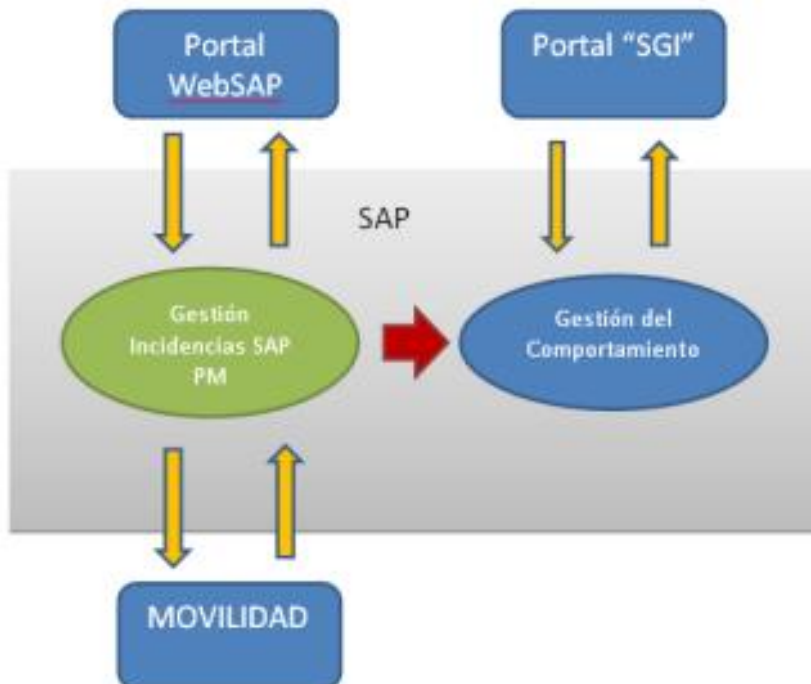 Portal
WebSAP
Portal “SGI”
SAP
Gestión
Incidencias SAP
PM
Gestión del
Comportamiento
MOVILIDAD